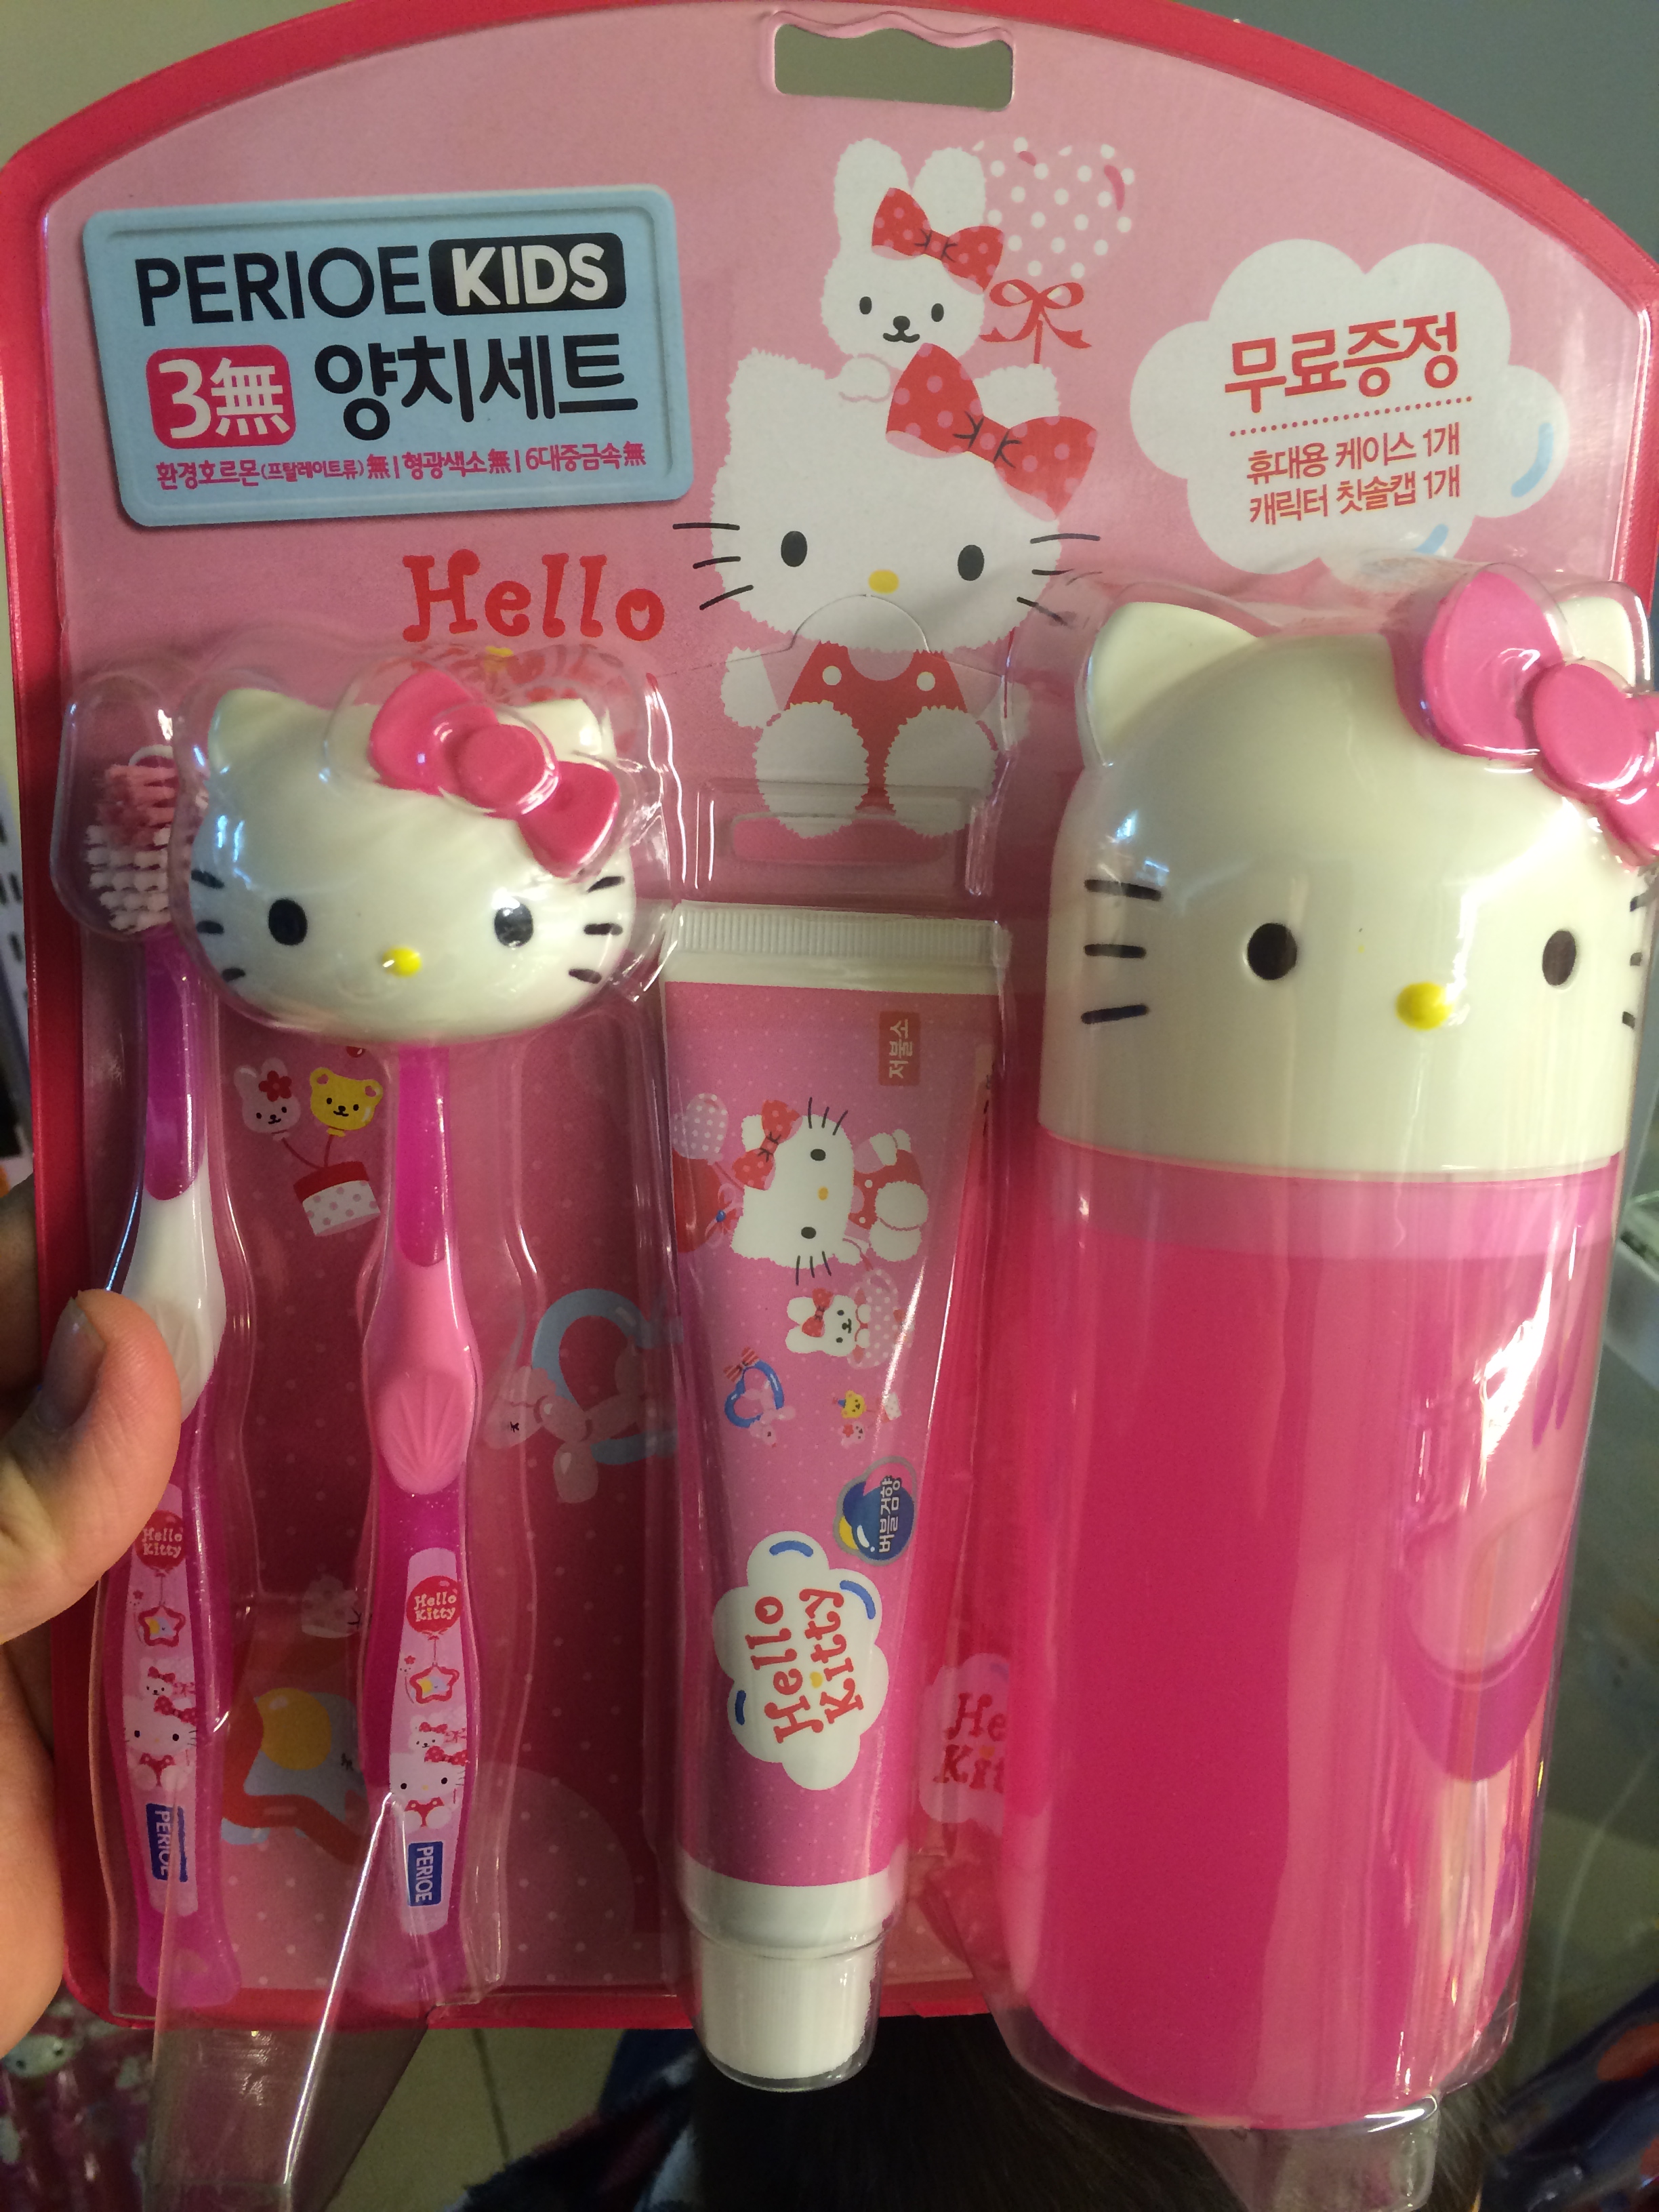 PERIOE KIDS
3無 양치세트
환경호르몬(프탈레이트류)無 | 형광색소無 | 6대중금속無
무료증정
휴대용 케이스 1개
캐릭터 칫솔캡 1개
Hello
저불소
버블검향
Hello
Kitty
Hello
Kitty
PERIOE
Hello
Kitty
PERIOE
He
Kit